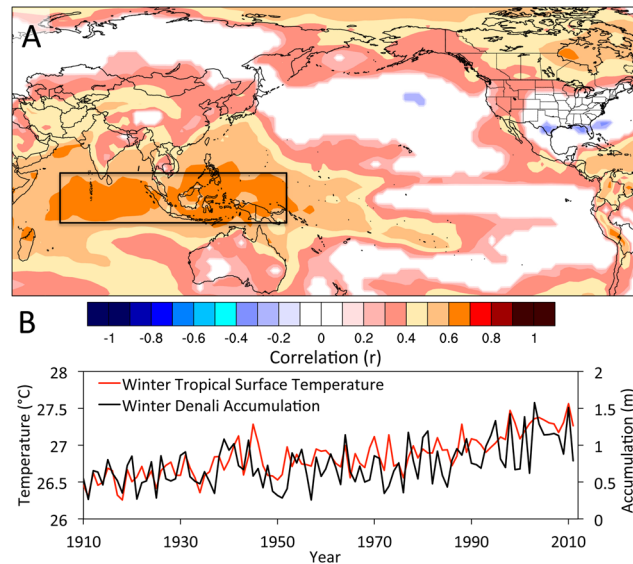 A
-1 -0.8 -0.6 -0.4 -0.2 0 0.2 0.4 0.6 0.8 1
Correlation (r)
B
Temperature (°C)
28
27.5
27
26.5
26
Winter Tropical Surface Temperature
Winter Denali Accumulation
2
1.5
1
0.5
0
Accumulation (m)
1910 1930 1950 1970 1990 2010
Year